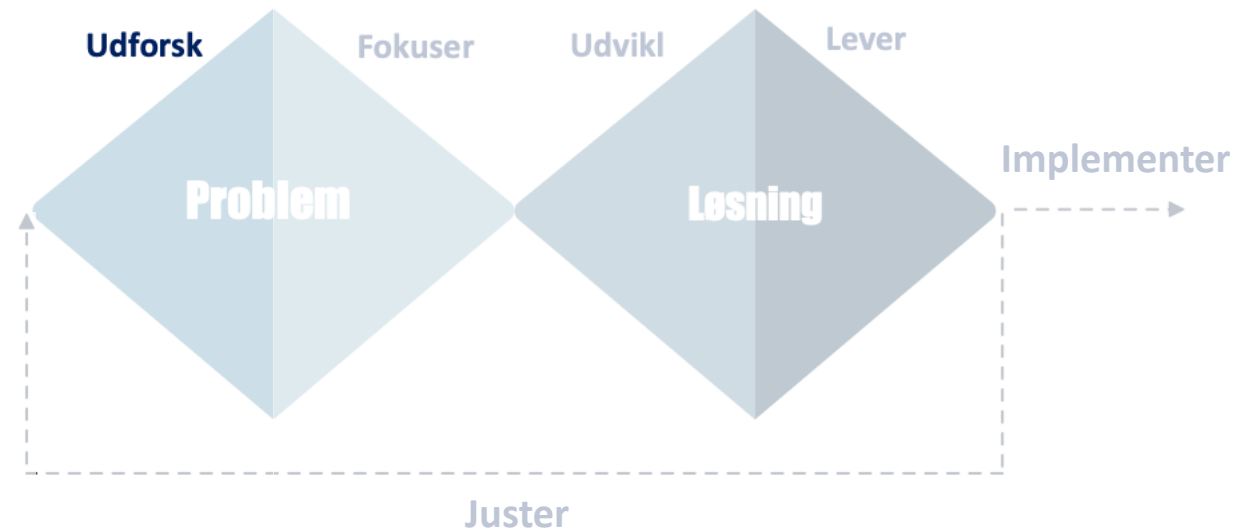 Udforsk
Fokuser
Udvikl
Lever
Problem
Løsning
Implementer
Juster